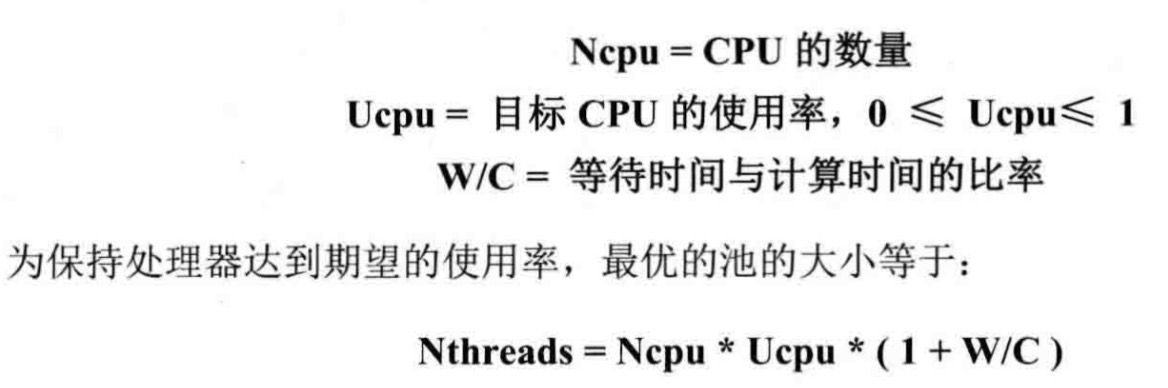 Ncpu = CPU 的数量
Ucpu = 目标 CPU 的使用率，0 ≤ Ucpu≤ 1
W/C = 等待时间与计算时间的比率
为保持处理器达到期望的使用率，最优的池的大小等于：
Nthreads = Ncpu * Ucpu * ( 1 + W/C )